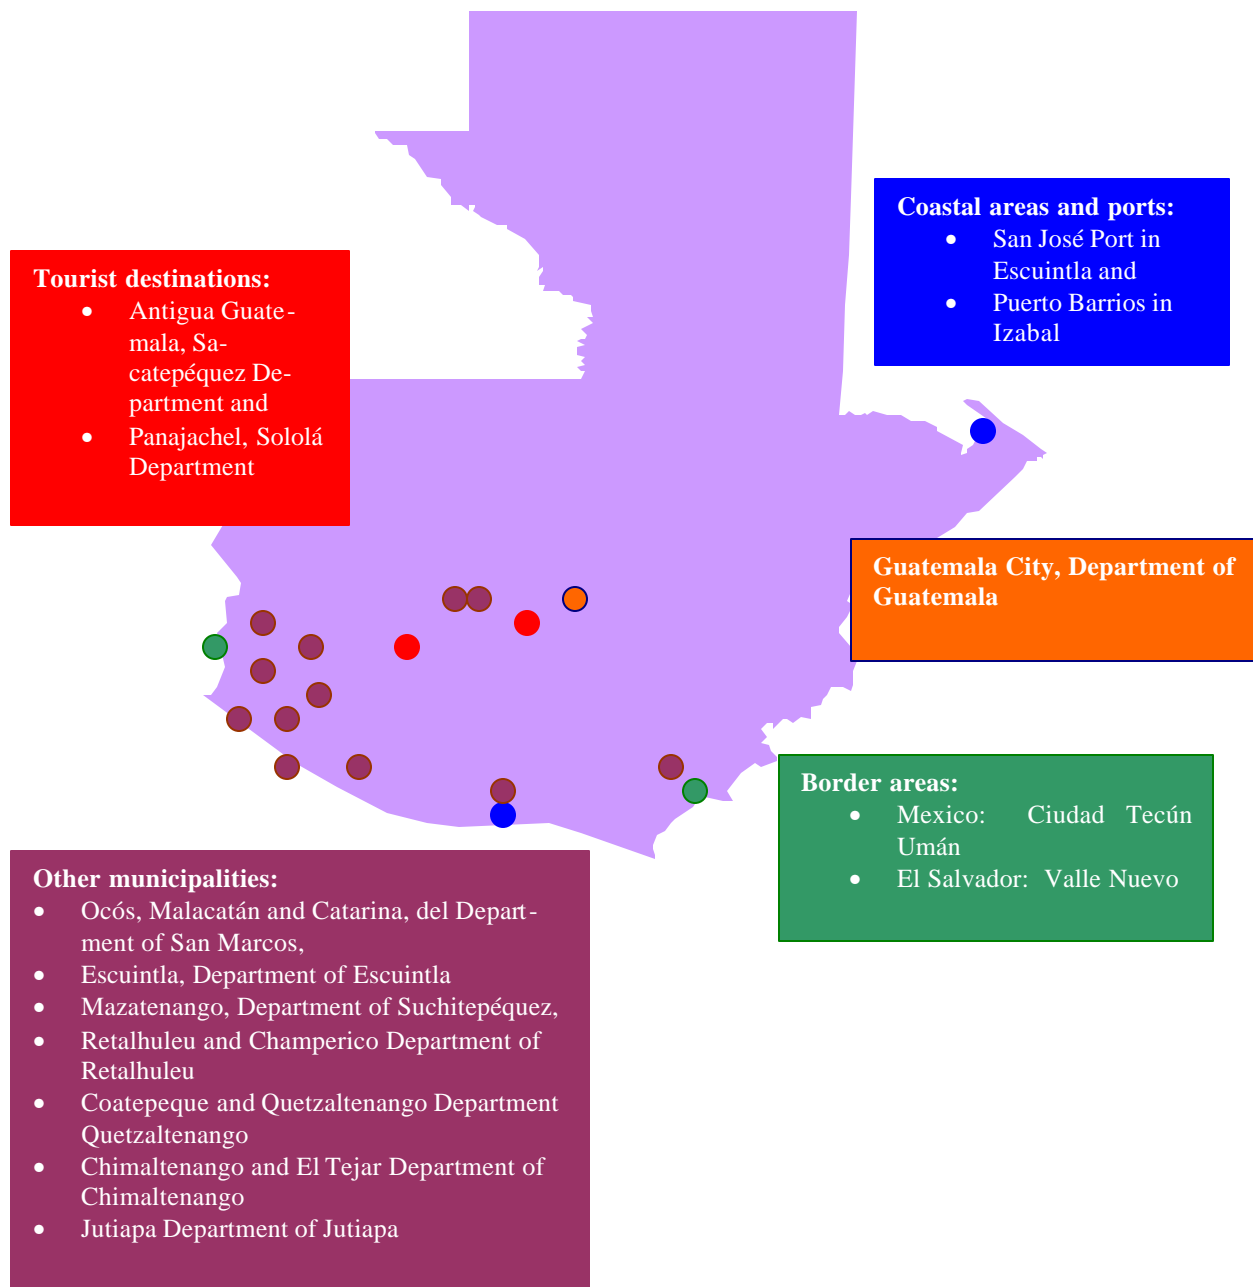 Coastal areas and ports:
• San José Port in
Escuintla and
• Puerto Barrios in
Izabal
Tourist destinations:
• Antigua Guate-
mala, Sa-
catepéquez De-
partment and
• Panajachel, Sololá
Department
Guatemala City, Department of
Guatemala
Border areas:
• Mexico: Ciudad Tecún
Umán
• El Salvador: Valle Nuevo
Other municipalities:
• Ocós, Malacatán and Catarina, del Depart-
ment of San Marcos,
• Escuintla, Department of Escuintla
• Mazatenango, Department of Suchitepéquez,
• Retalhuleu and Champerico Department of
Retalhuleu
• Coatepeque and Quetzaltenango Department
Quetzaltenango
• Chimaltenango and El Tejar Department of
Chimaltenango
• Jutiapa Department of Jutiapa